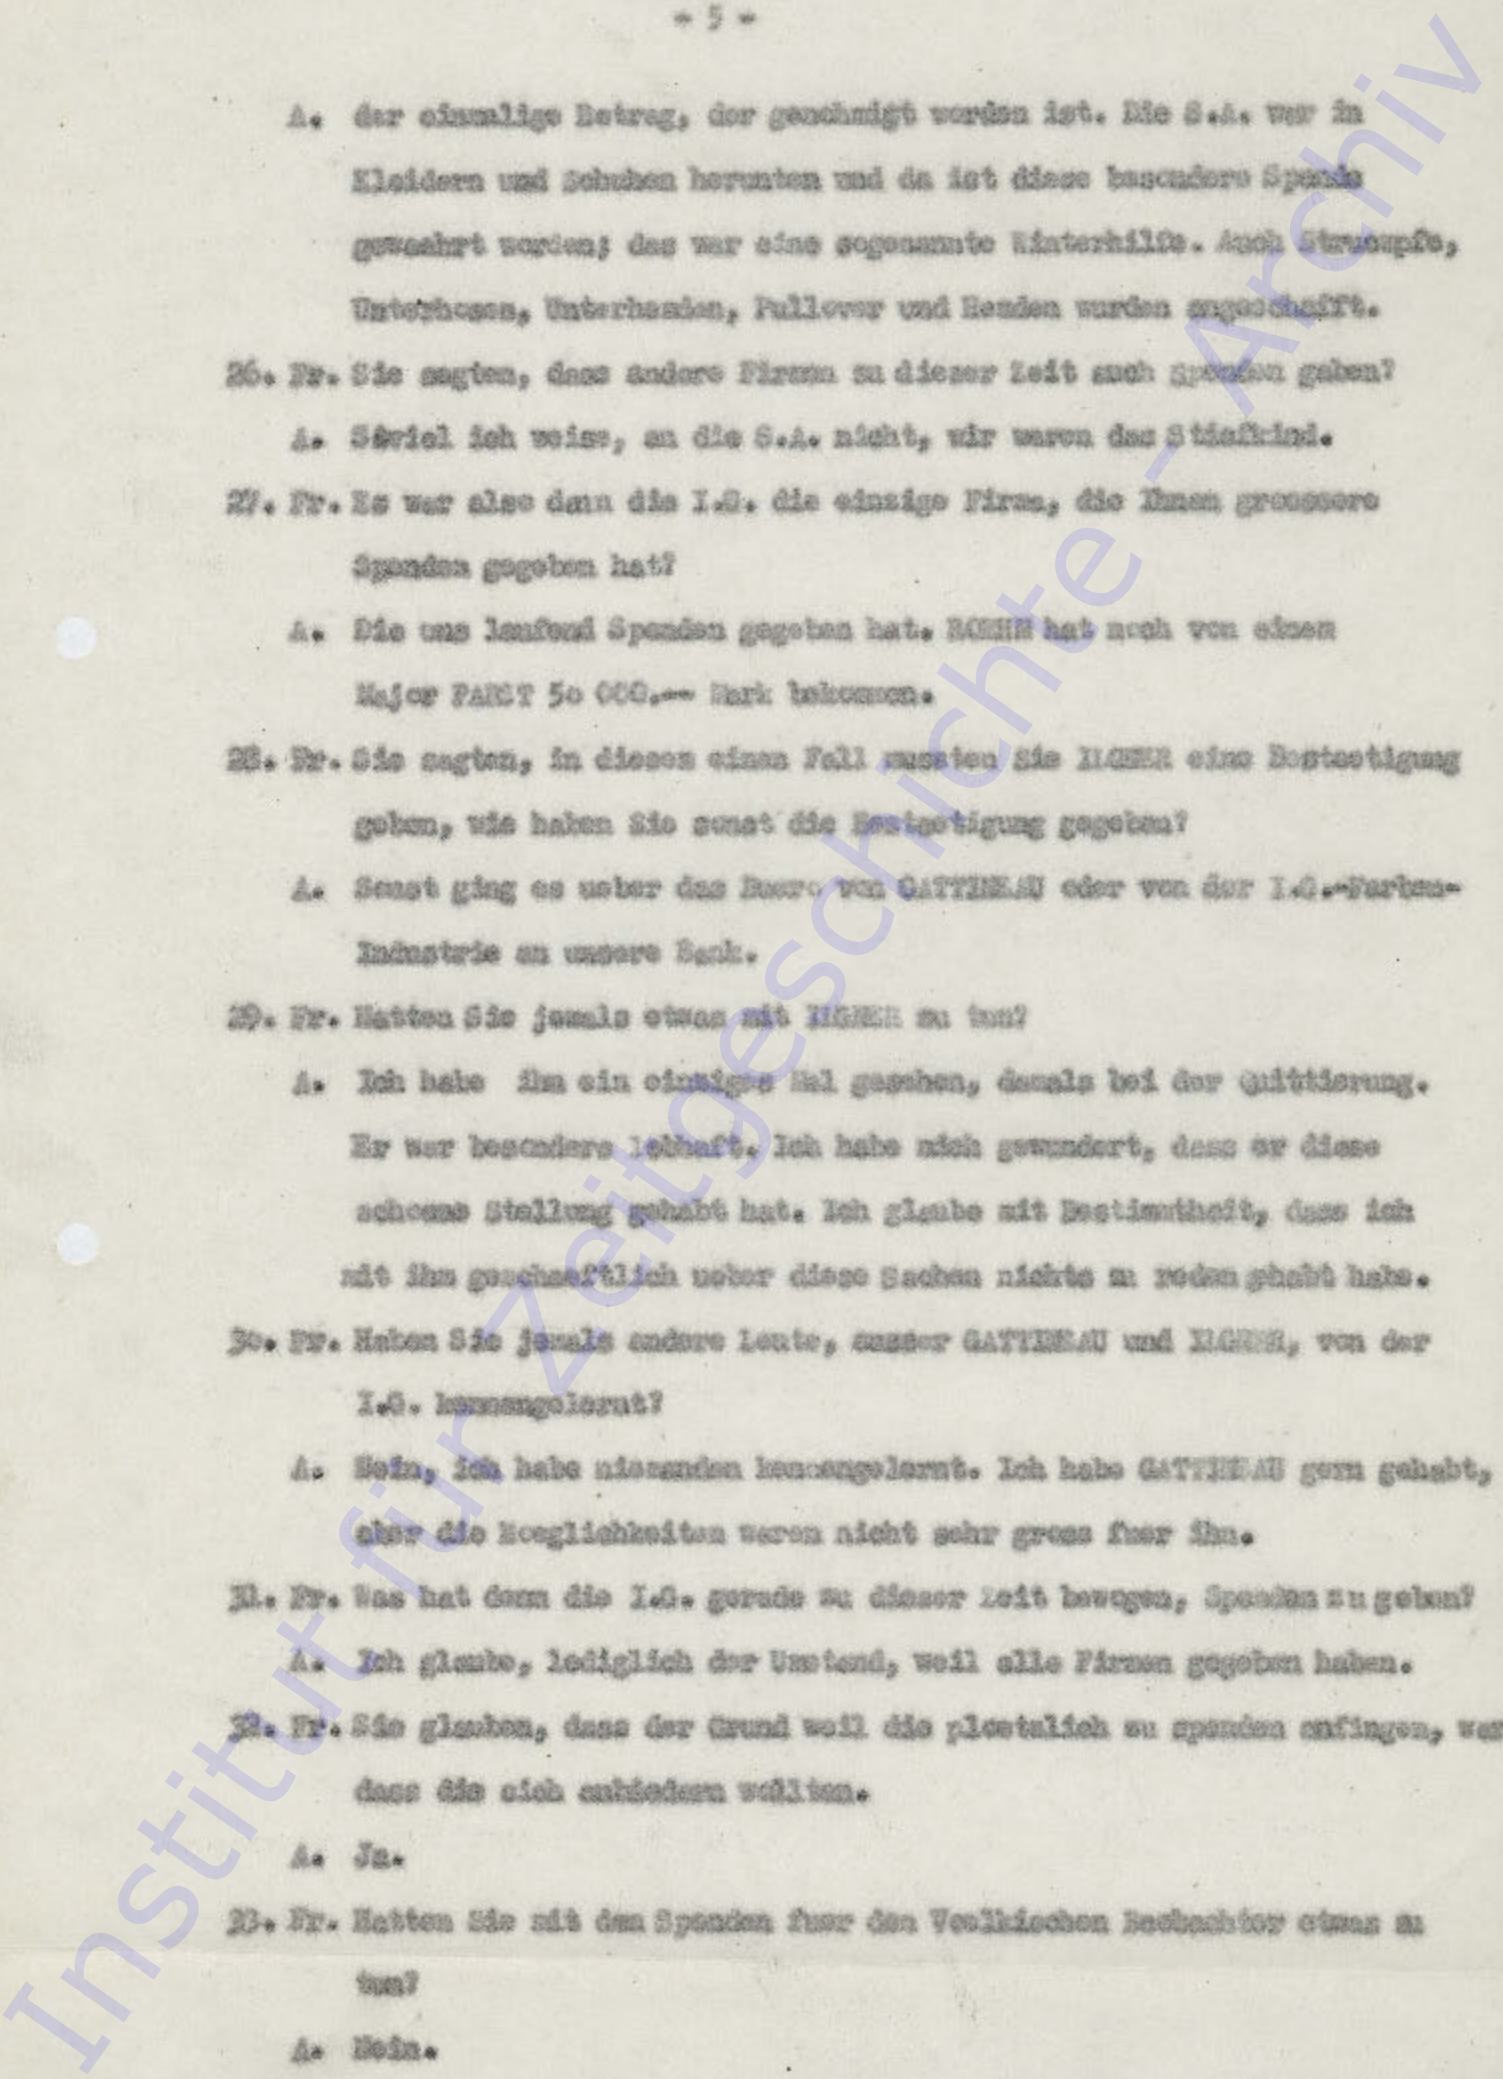 - 5 -
A. der einmalige Betrag, der genehmigt worden ist. Die S.A. war in
Kleidern und Schuhen herunten und da ist diese besondere Spende
gewaehrt worden; das war eine sogenannte Winterhilfe. Auch Struempfe,
Unterhosen, Unterhemden, Pullover und Hemden wurden angeschafft.
26. Fr. Sie sagten, dass andere Firmen zu dieser Zeit auch Spenden gaben?
A. Soviel ich weiss, an die S.A. nicht, wir waren das Stiefkind.
27. Fr. Es war also dann die I.G. die einzige Firma, die Ihnen groessere
Spenden gegeben hat?
A. Die uns laufend Spenden gegeben hat. ROEHM hat noch von einem
Major PABST 50 000.-- Mark bekommen.
28. Fr. Sie sagten, in diesem einen Fall mussten Sie ILGNER eine Bestaetigung
geben, wie haben Sie sonst die Bestaetigung gegeben?
A. Sonst ging es ueber das Buero von GATTINEAU oder von der I.G.-Farben-
Industrie an unsere Bank.
29. Fr. Hatten Sie jemals etwas mit ILGNER zu tun?
A. Ich habe ihn ein einziges Mal gesehen, damals bei der Quittierung.
Er war besonders lebhaft. Ich habe mich gewundert, dass er diese
schoene Stellung gehabt hat. Ich glaube mit Bestimtheit, dass ich
mit ihm geschaeftlich ueber diese Sachen nichts zu reden ghabt habe.
30. Fr. Haben Sie jemals andere Leute, ausser GATTINEAU und ILGNER, von der
I.G. kennengelernt?
A. Nein, ich habe niemanden kennengelernt. Ich habe GATTINEAU gern gehabt,
aber die Moeglichkeiten waren nicht sehr gross fuer ihn.
31. Fr. Was hat denn die I.G. gerade zu dieser Zeit bewogen, Spenden zu geben?
A. Ich glaube, lediglich der Umstand, weil alle Firmen gegeben haben.
32. Fr. Sie glauben, dass der Grund weil die ploetzlich zu spenden anfingen, war
dass die sich anbiedern wollten.
A. Ja.
33. Fr. Hatten Sie mit den Spenden fuer den Voelkischen Beobachter etwas zu
tun?
A. Nein.
Institut für Zeitgeschichte - Archiv